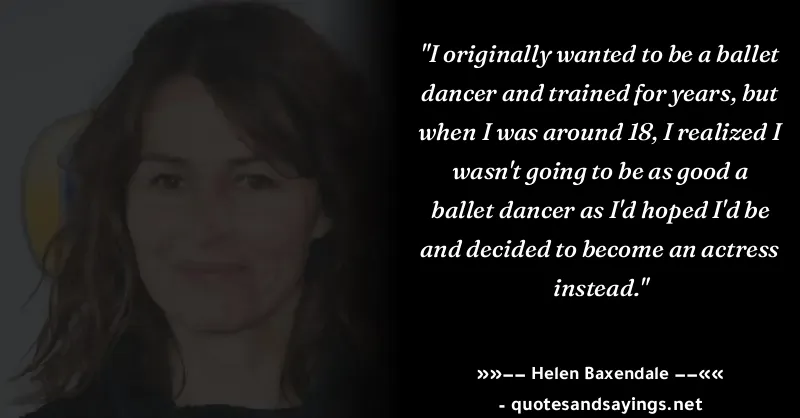 "I originally wanted to be a ballet
dancer and trained for years, but
when I was around 18, I realized I
wasn't going to be as good a
ballet dancer as I'd hoped I'd be
and decided to become an actress
instead."
»»−− Helen Baxendale −−««
- quotesandsayings.net